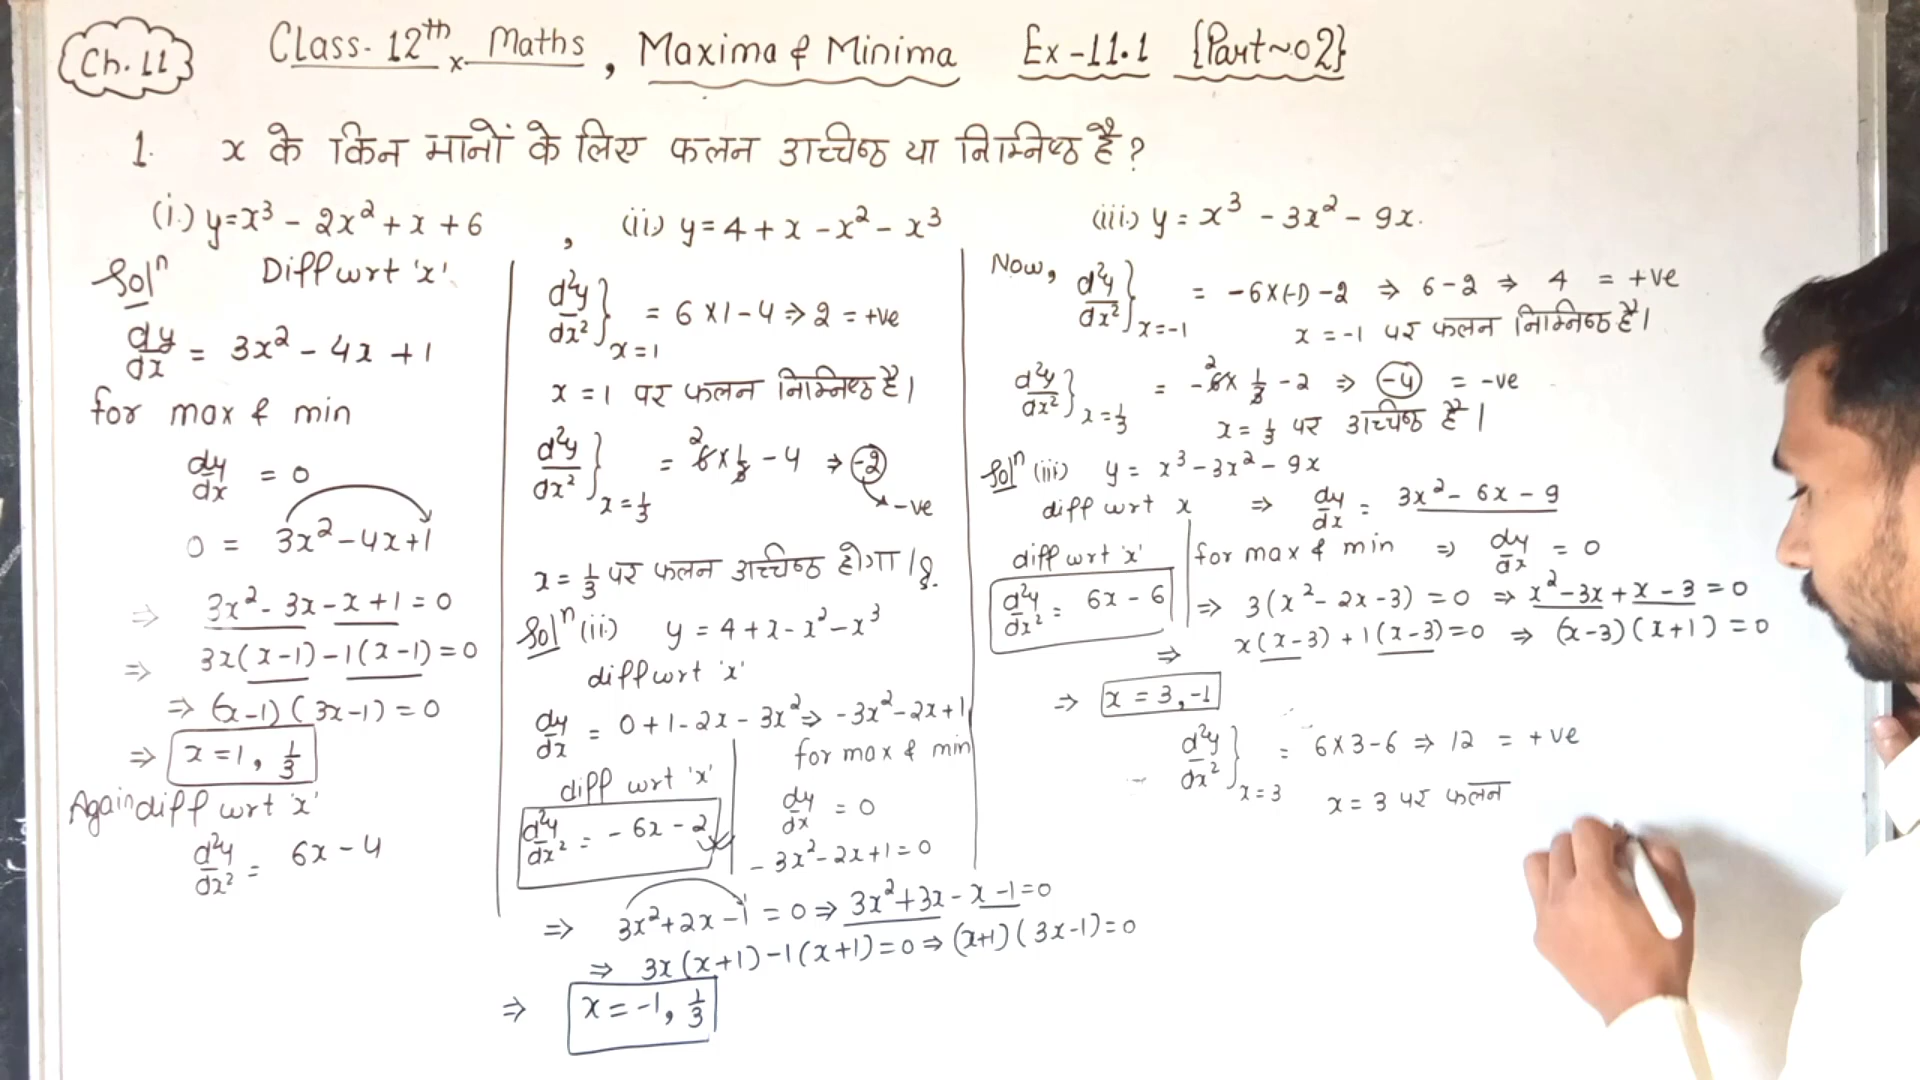 Ch. 11
Class- 12th x Maths, Maxima & Minima Ex-11.1 {Part~02}
1. x के किन मानों के लिए फलन उच्चिष्ठ या निम्निष्ठ है?
(i.) y=x³ - 2x² + x + 6 , (ii) y=4 + x - x² - x³ (iii.) y = x³ - 3x² - 9x.
Solⁿ Diff wrt 'x'.
dy/dx = 3x² - 4x + 1
for max & min
dy/dx = 0
0 = 3x² - 4x + 1
⇒ 3x² - 3x - x + 1 = 0
⇒ 3x(x-1) - 1(x-1) = 0
⇒ (x-1)(3x-1) = 0
⇒ x = 1, 1/3
Again diff wrt 'x'
d²y/dx² = 6x - 4
d²y/dx²}x=1 = 6 x 1 - 4 ⇒ 2 = +ve
x = 1 पर फलन निम्निष्ठ है।
d²y/dx²}x=1/3 = 6 x 1/3 - 4 ⇒ -2
2
-ve
x = 1/3 पर फलन उच्चिष्ठ होगा।
Solⁿ (ii.) y = 4 + x - x² - x³
diff wrt 'x'
dy/dx = 0 + 1 - 2x - 3x² ⇒ -3x² - 2x + 1
diff wrt 'x'
d²y/dx² = - 6x - 2
for max & min
dy/dx = 0
- 3x² - 2x + 1 = 0
⇒ 3x² + 2x - 1 = 0 ⇒ 3x² + 3x - x - 1 = 0
⇒ 3x(x+1) - 1(x+1) = 0 ⇒ (x+1)(3x-1) = 0
⇒ x = -1, 1/3
Now, d²y/dx²}x=-1 = -6x(-1) - 2 ⇒ 6 - 2 ⇒ 4 = +ve
x = -1 पर फलन निम्निष्ठ है।
d²y/dx²}x=1/3 = -6x 1/3 - 2 ⇒ -4 = -ve
2
x = 1/3 पर उच्चिष्ठ है।
Solⁿ (iii) y = x³ - 3x² - 9x
diff wrt x ⇒ dy/dx = 3x² - 6x - 9
diff wrt 'x'
d²y/dx² = 6x - 6
for max & min ⇒ dy/dx = 0
⇒ 3(x² - 2x - 3) = 0 ⇒ x² - 3x + x - 3 = 0
⇒ x(x-3) + 1(x-3) = 0 ⇒ (x-3)(x+1) = 0
⇒ x = 3, -1
d²y/dx²}x=3 = 6x3-6 ⇒ 12 = +ve
x = 3 पर फलन